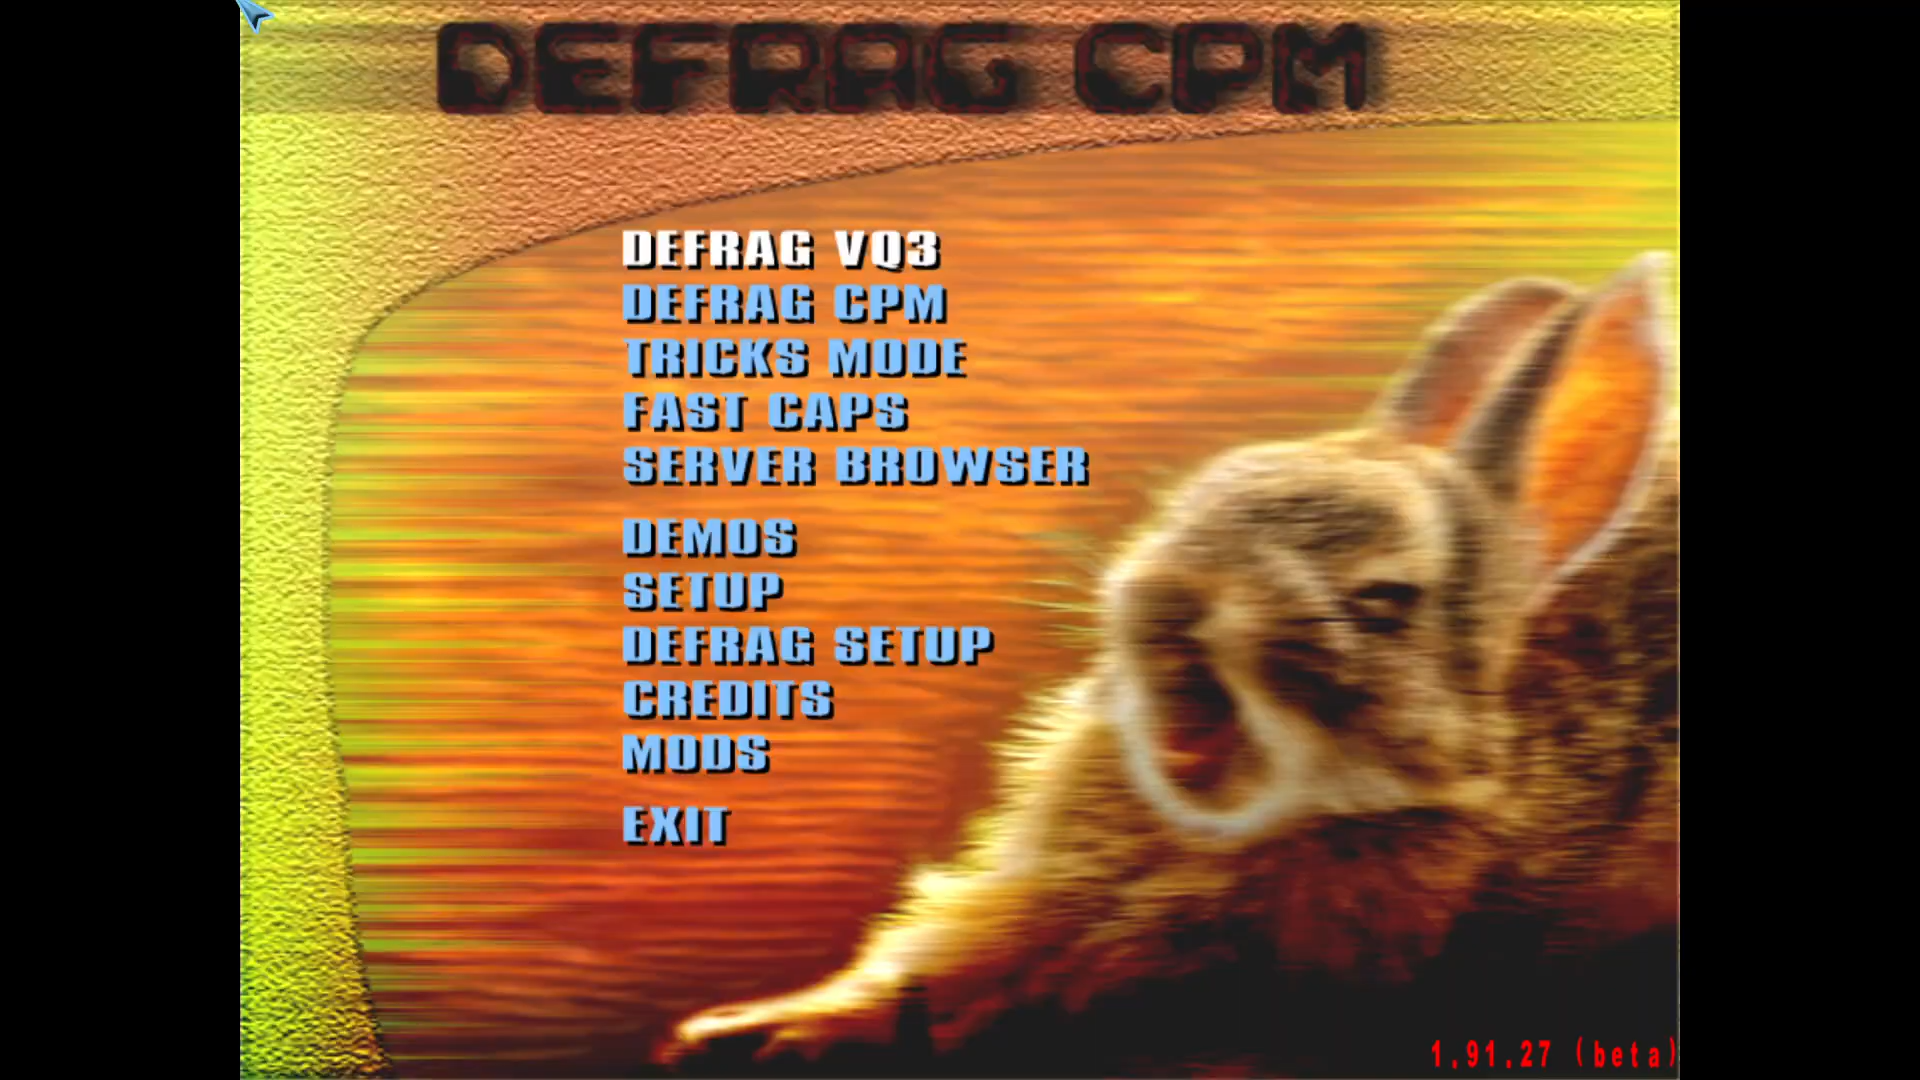 DEFRAG CPM
DEFRAG VQ3
DEFRAG CPM
TRICKS MODE
FAST CAPS
SERVER BROWSER
DEMOS
SETUP
DEFRAG SETUP
CREDITS
MODS
EXIT
1.91.27 (beta)